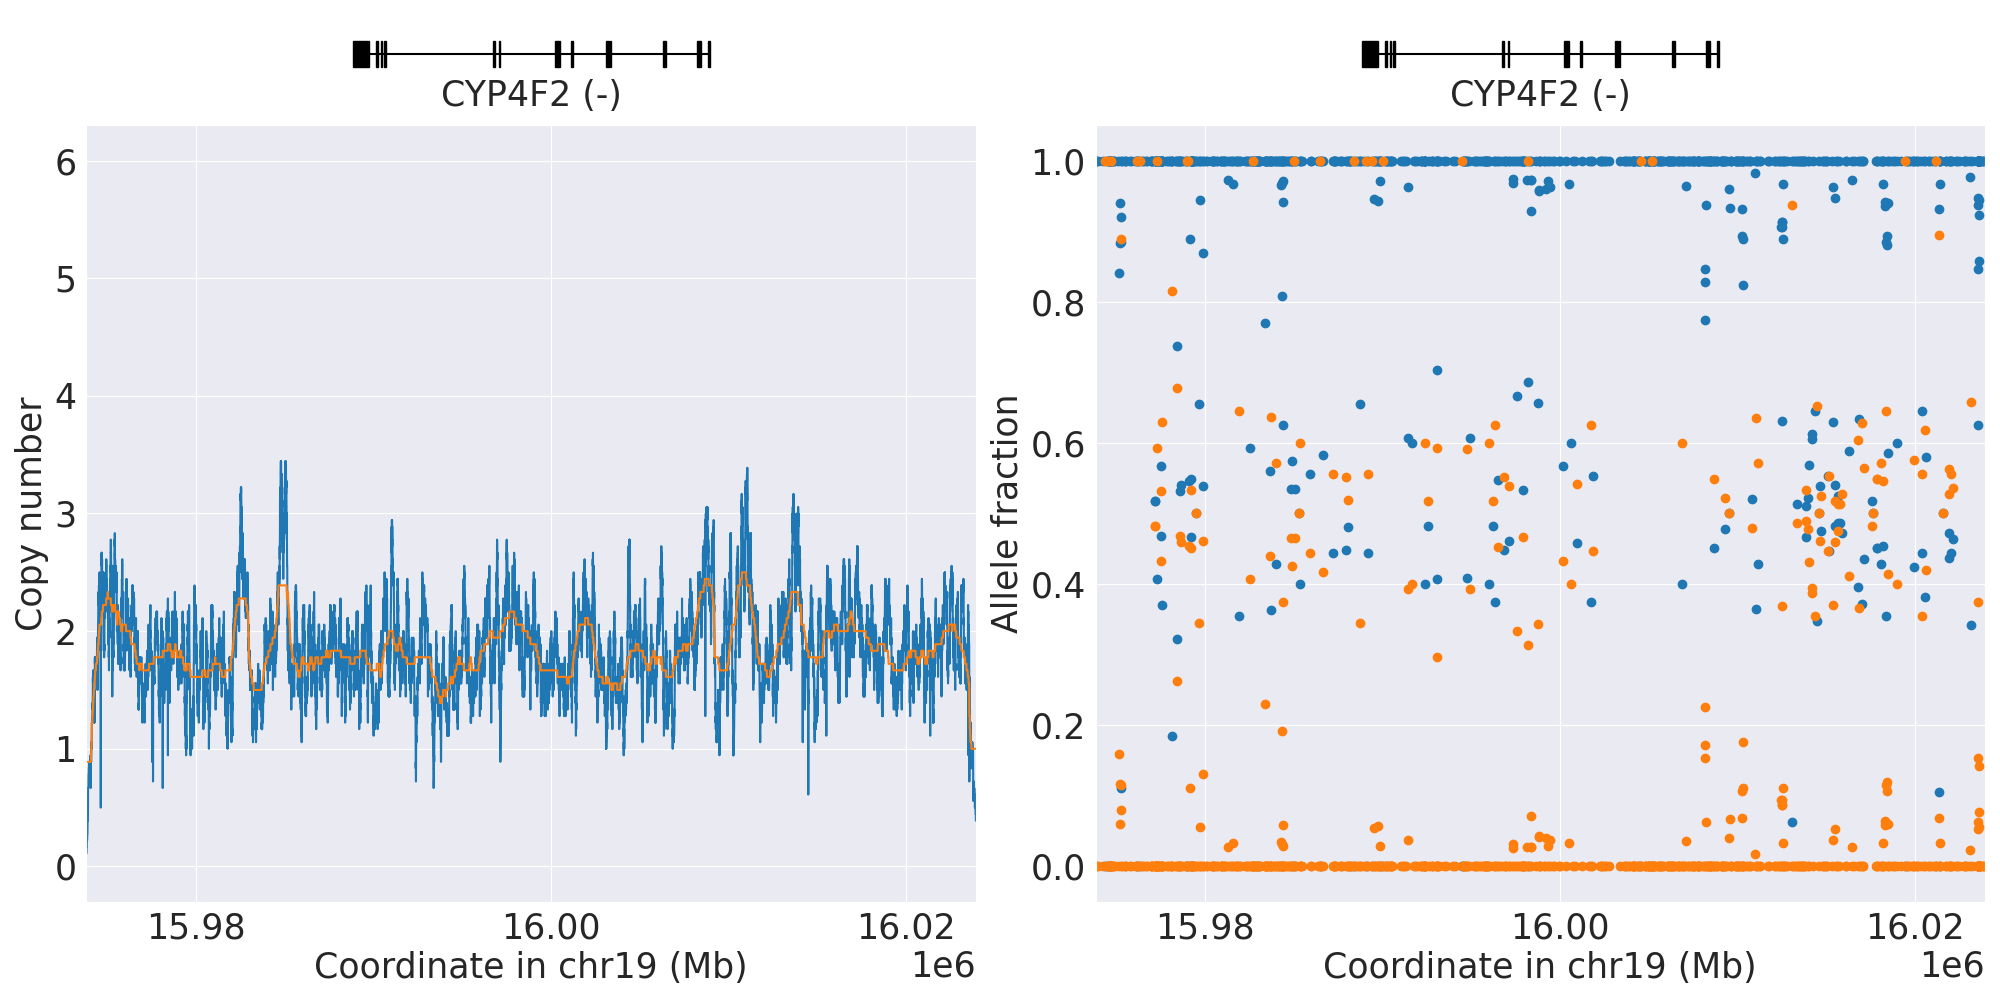 CYP4F2 (-)
6
5
4
3
2
1
0
Copy number
15.98
16.00
16.02
Coordinate in chr19 (Mb)
1e6
CYP4F2 (-)
1.0
0.8
0.6
0.4
0.2
0.0
Allele fraction
15.98
16.00
16.02
Coordinate in chr19 (Mb)
1e6